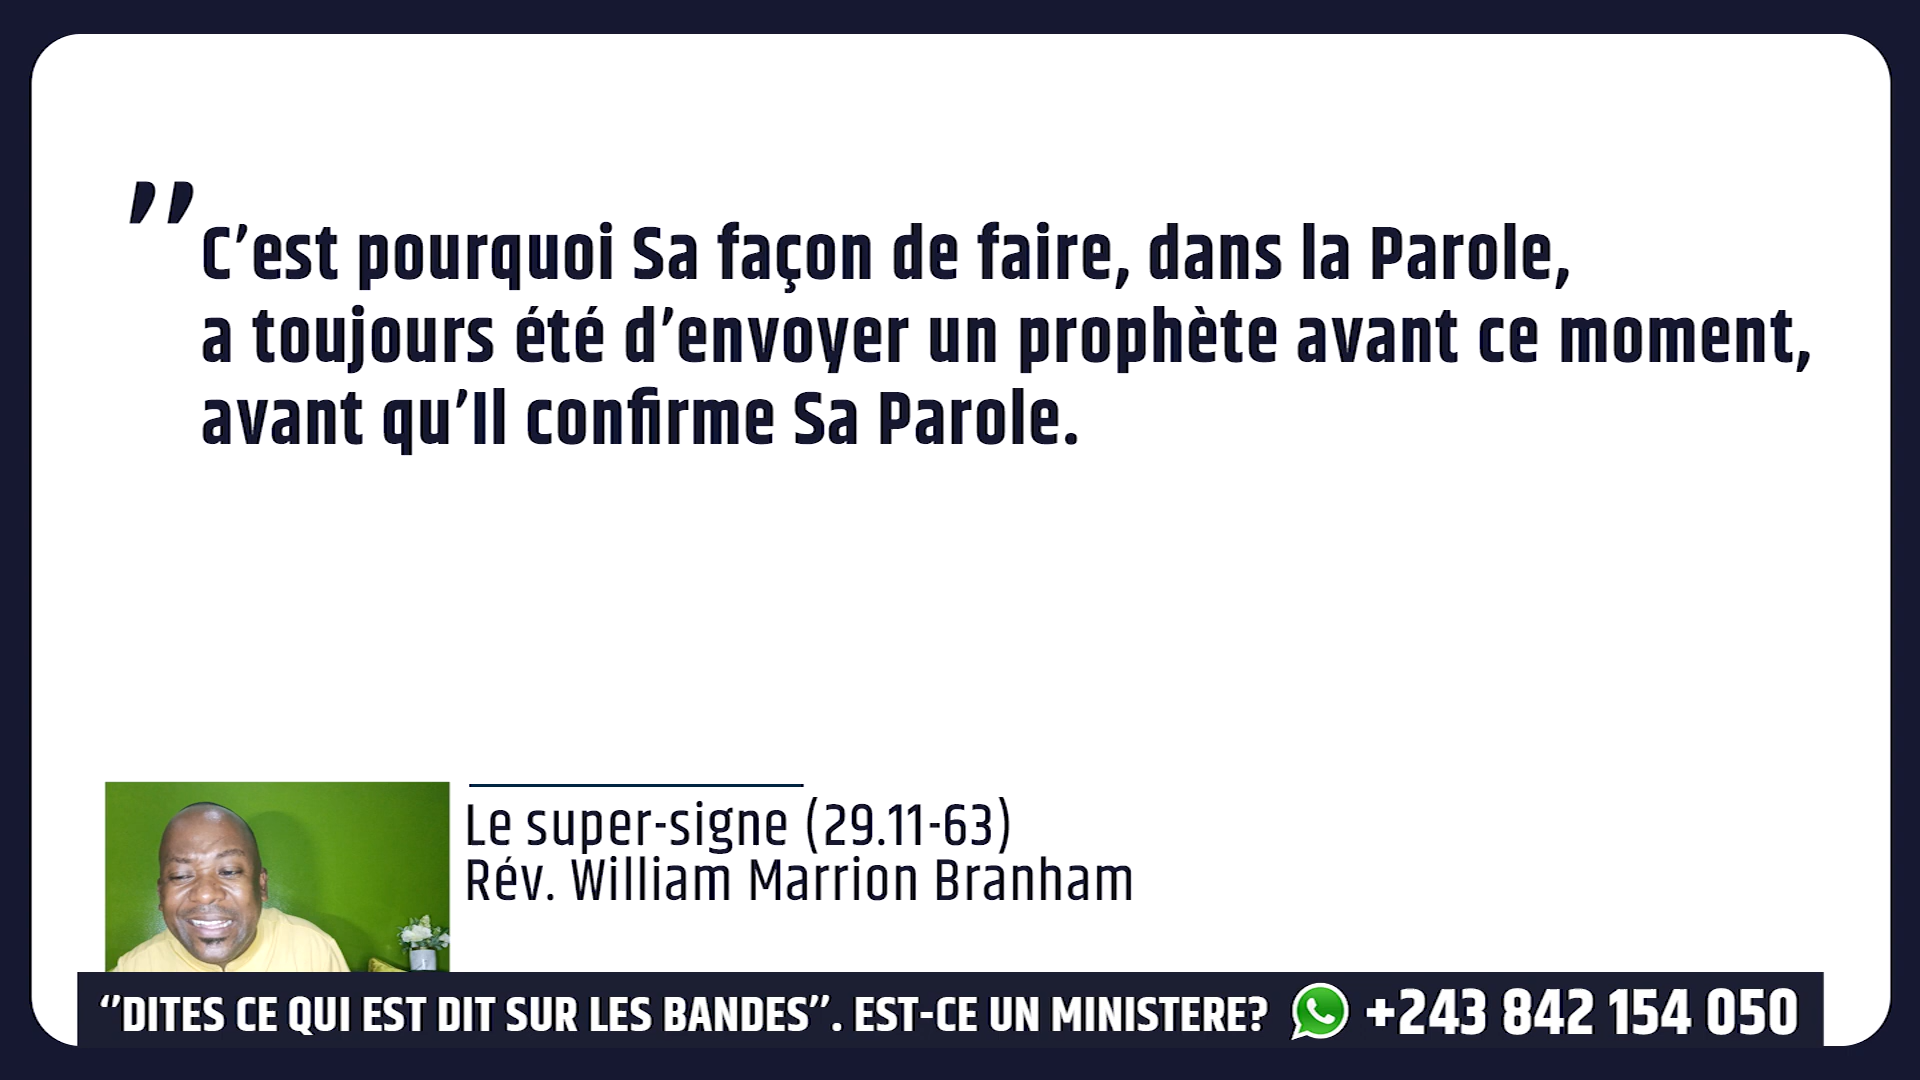 ’’C’est pourquoi Sa façon de faire, dans la Parole,
a toujours été d’envoyer un prophète avant ce moment,
avant qu’Il confirme Sa Parole.
Le super-signe (29.11-63)
Rév. William Marrion Branham
‘’DITES CE QUI EST DIT SUR LES BANDES’’. EST-CE UN MINISTERE? +243 842 154 050